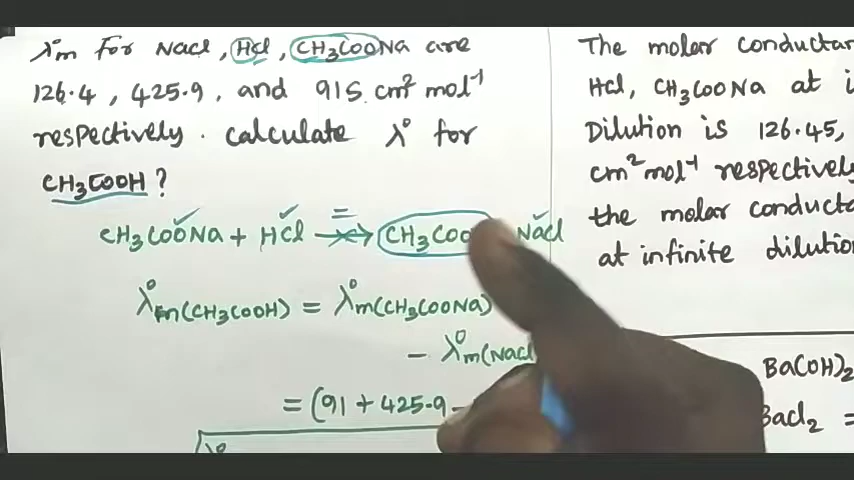 λ°m for NaCl, HCl, CH3COONa are
126.4, 425.9, and 91S cm² mol⁻¹
respectively. calculate λ° for
CH3COOH?
CH3COONa + HCl → CH3COO NaCl
λ°m(CH3COOH) = λ°m(CH3COONa)
- λ°m(NaCl
= (91 + 425.9 -
λ°
The molar conductan
HCl, CH3COONa at i
Dilution is 126.45,
cm² mol⁻¹ respectively
the molar conducta
at infinite dilution
Ba(OH)2
BaCl2 =